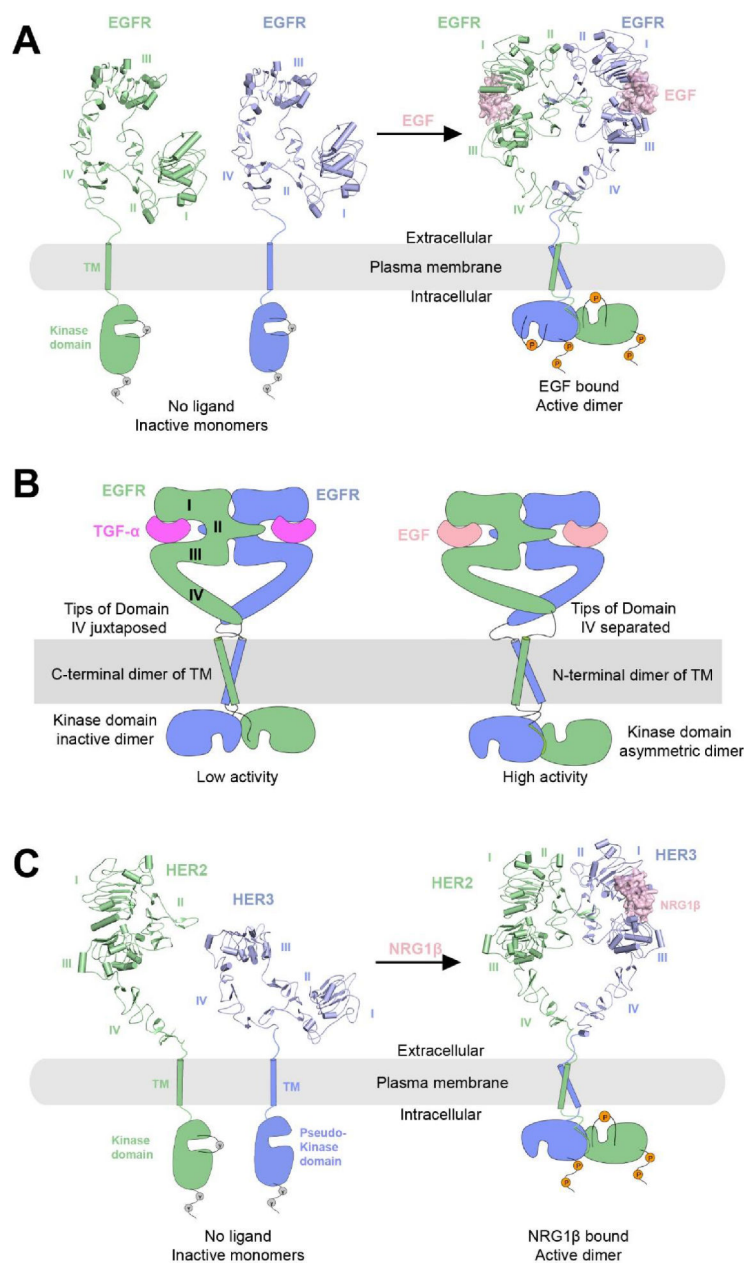 A
EGFR
EGFR
EGFR
EGFR
III
III
IV
II
I
IV
II
I
EGF
I
II
II
I
EGF
III
III
IV
IV
TM
Extracellular
Plasma membrane
Intracellular
Kinase
domain
Y
Y
Y
Y
Y
Y
P
P
P
P
P
P
No ligand
Inactive monomers
EGF bound
Active dimer
B
EGFR
EGFR
I
TGF-α
II
III
IV
EGF
Tips of Domain
IV juxtaposed
Tips of Domain
IV separated
C-terminal dimer of TM
N-terminal dimer of TM
Kinase domain
inactive dimer
Kinase domain
asymmetric dimer
Low activity
High activity
C
HER2
I
II
III
IV
HER3
III
IV
II
I
NRG1β
HER2
I
II
II
I
HER3
NRG1β
III
III
IV
IV
Extracellular
TM
TM
Plasma membrane
Intracellular
Kinase
domain
Pseudo-
Kinase
domain
Y
Y
Y
Y
Y
P
P
P
P
P
No ligand
Inactive monomers
NRG1β bound
Active dimer